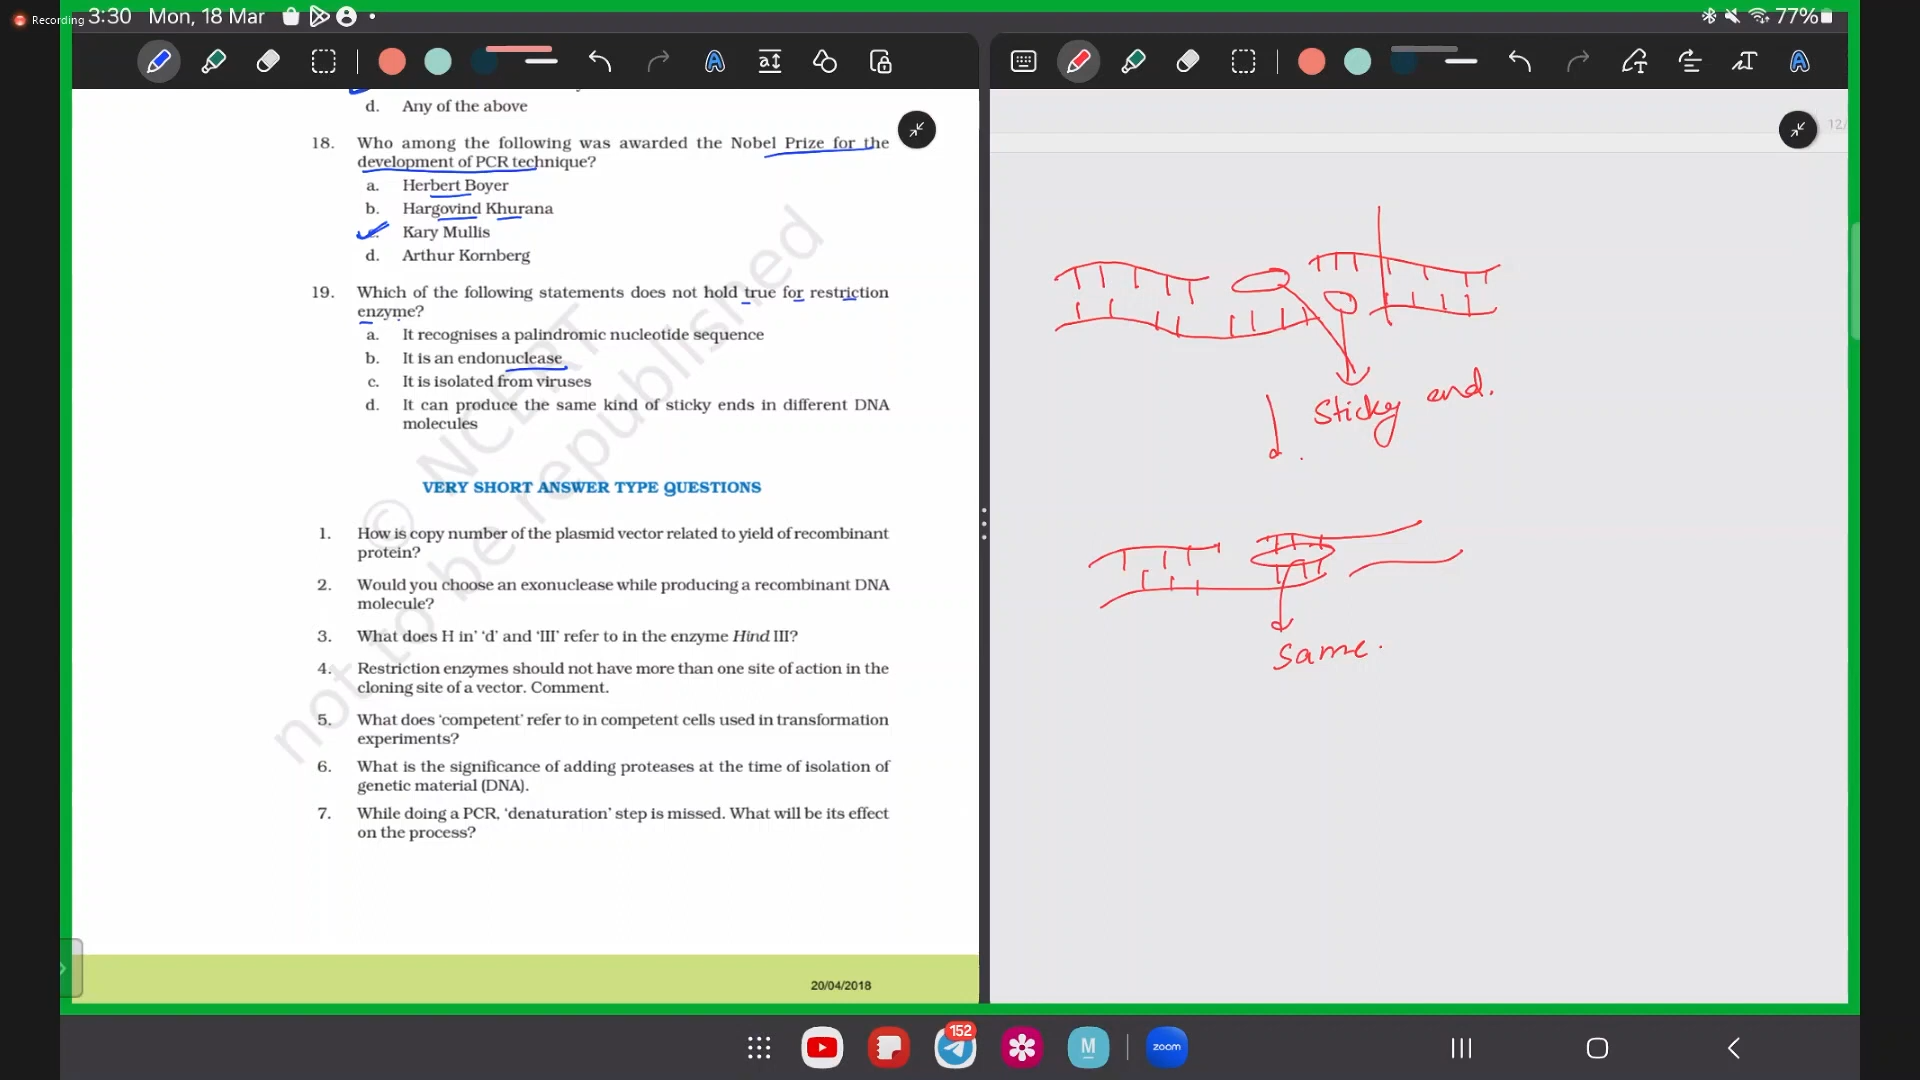 Recording
3:30 Mon, 18 Mar
77%
d. Any of the above
18. Who among the following was awarded the Nobel Prize for the
development of PCR technique?
a. Herbert Boyer
b. Hargovind Khurana
Kary Mullis
d. Arthur Kornberg
19. Which of the following statements does not hold true for restriction
enzyme?
a. It recognises a palindromic nucleotide sequence
b. It is an endonuclease
c. It is isolated from viruses
d. It can produce the same kind of sticky ends in different DNA
molecules
VERY SHORT ANSWER TYPE QUESTIONS
1. How is copy number of the plasmid vector related to yield of recombinant
protein?
2. Would you choose an exonuclease while producing a recombinant DNA
molecule?
3. What does H in' 'd' and 'III' refer to in the enzyme Hind III?
4. Restriction enzymes should not have more than one site of action in the
cloning site of a vector. Comment.
5. What does 'competent' refer to in competent cells used in transformation
experiments?
6. What is the significance of adding proteases at the time of isolation of
genetic material (DNA).
7. While doing a PCR, 'denaturation' step is missed. What will be its effect
on the process?
© NCERT
not to be republished
20/04/2018
12/
Sticky end.
Same.
152
M
zoom